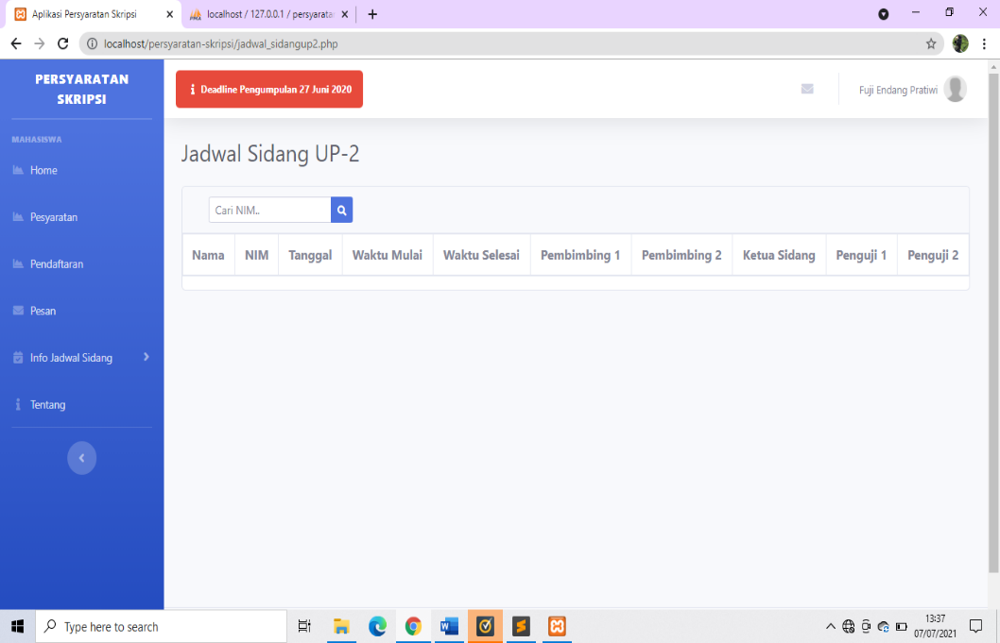 Aplikasi Persyaratan Skripsi
localhost / 127.0.0.1 / persyarata
localhost/persyaratan-skripsi/jadwal_sidangup2.php
PERSYARATAN
SKRIPSI
MAHASISWA
Home
Pesyaratan
Pendaftaran
Pesan
Info Jadwal Sidang
Tentang
Deadline Pengumpulan 27 Juni 2020
Fuji Endang Pratiwi
Jadwal Sidang UP-2
Cari NIM..
Nama NIM Tanggal Waktu Mulai Waktu Selesai Pembimbing 1 Pembimbing 2 Ketua Sidang Penguji 1 Penguji 2
Type here to search
13:37
07/07/2021